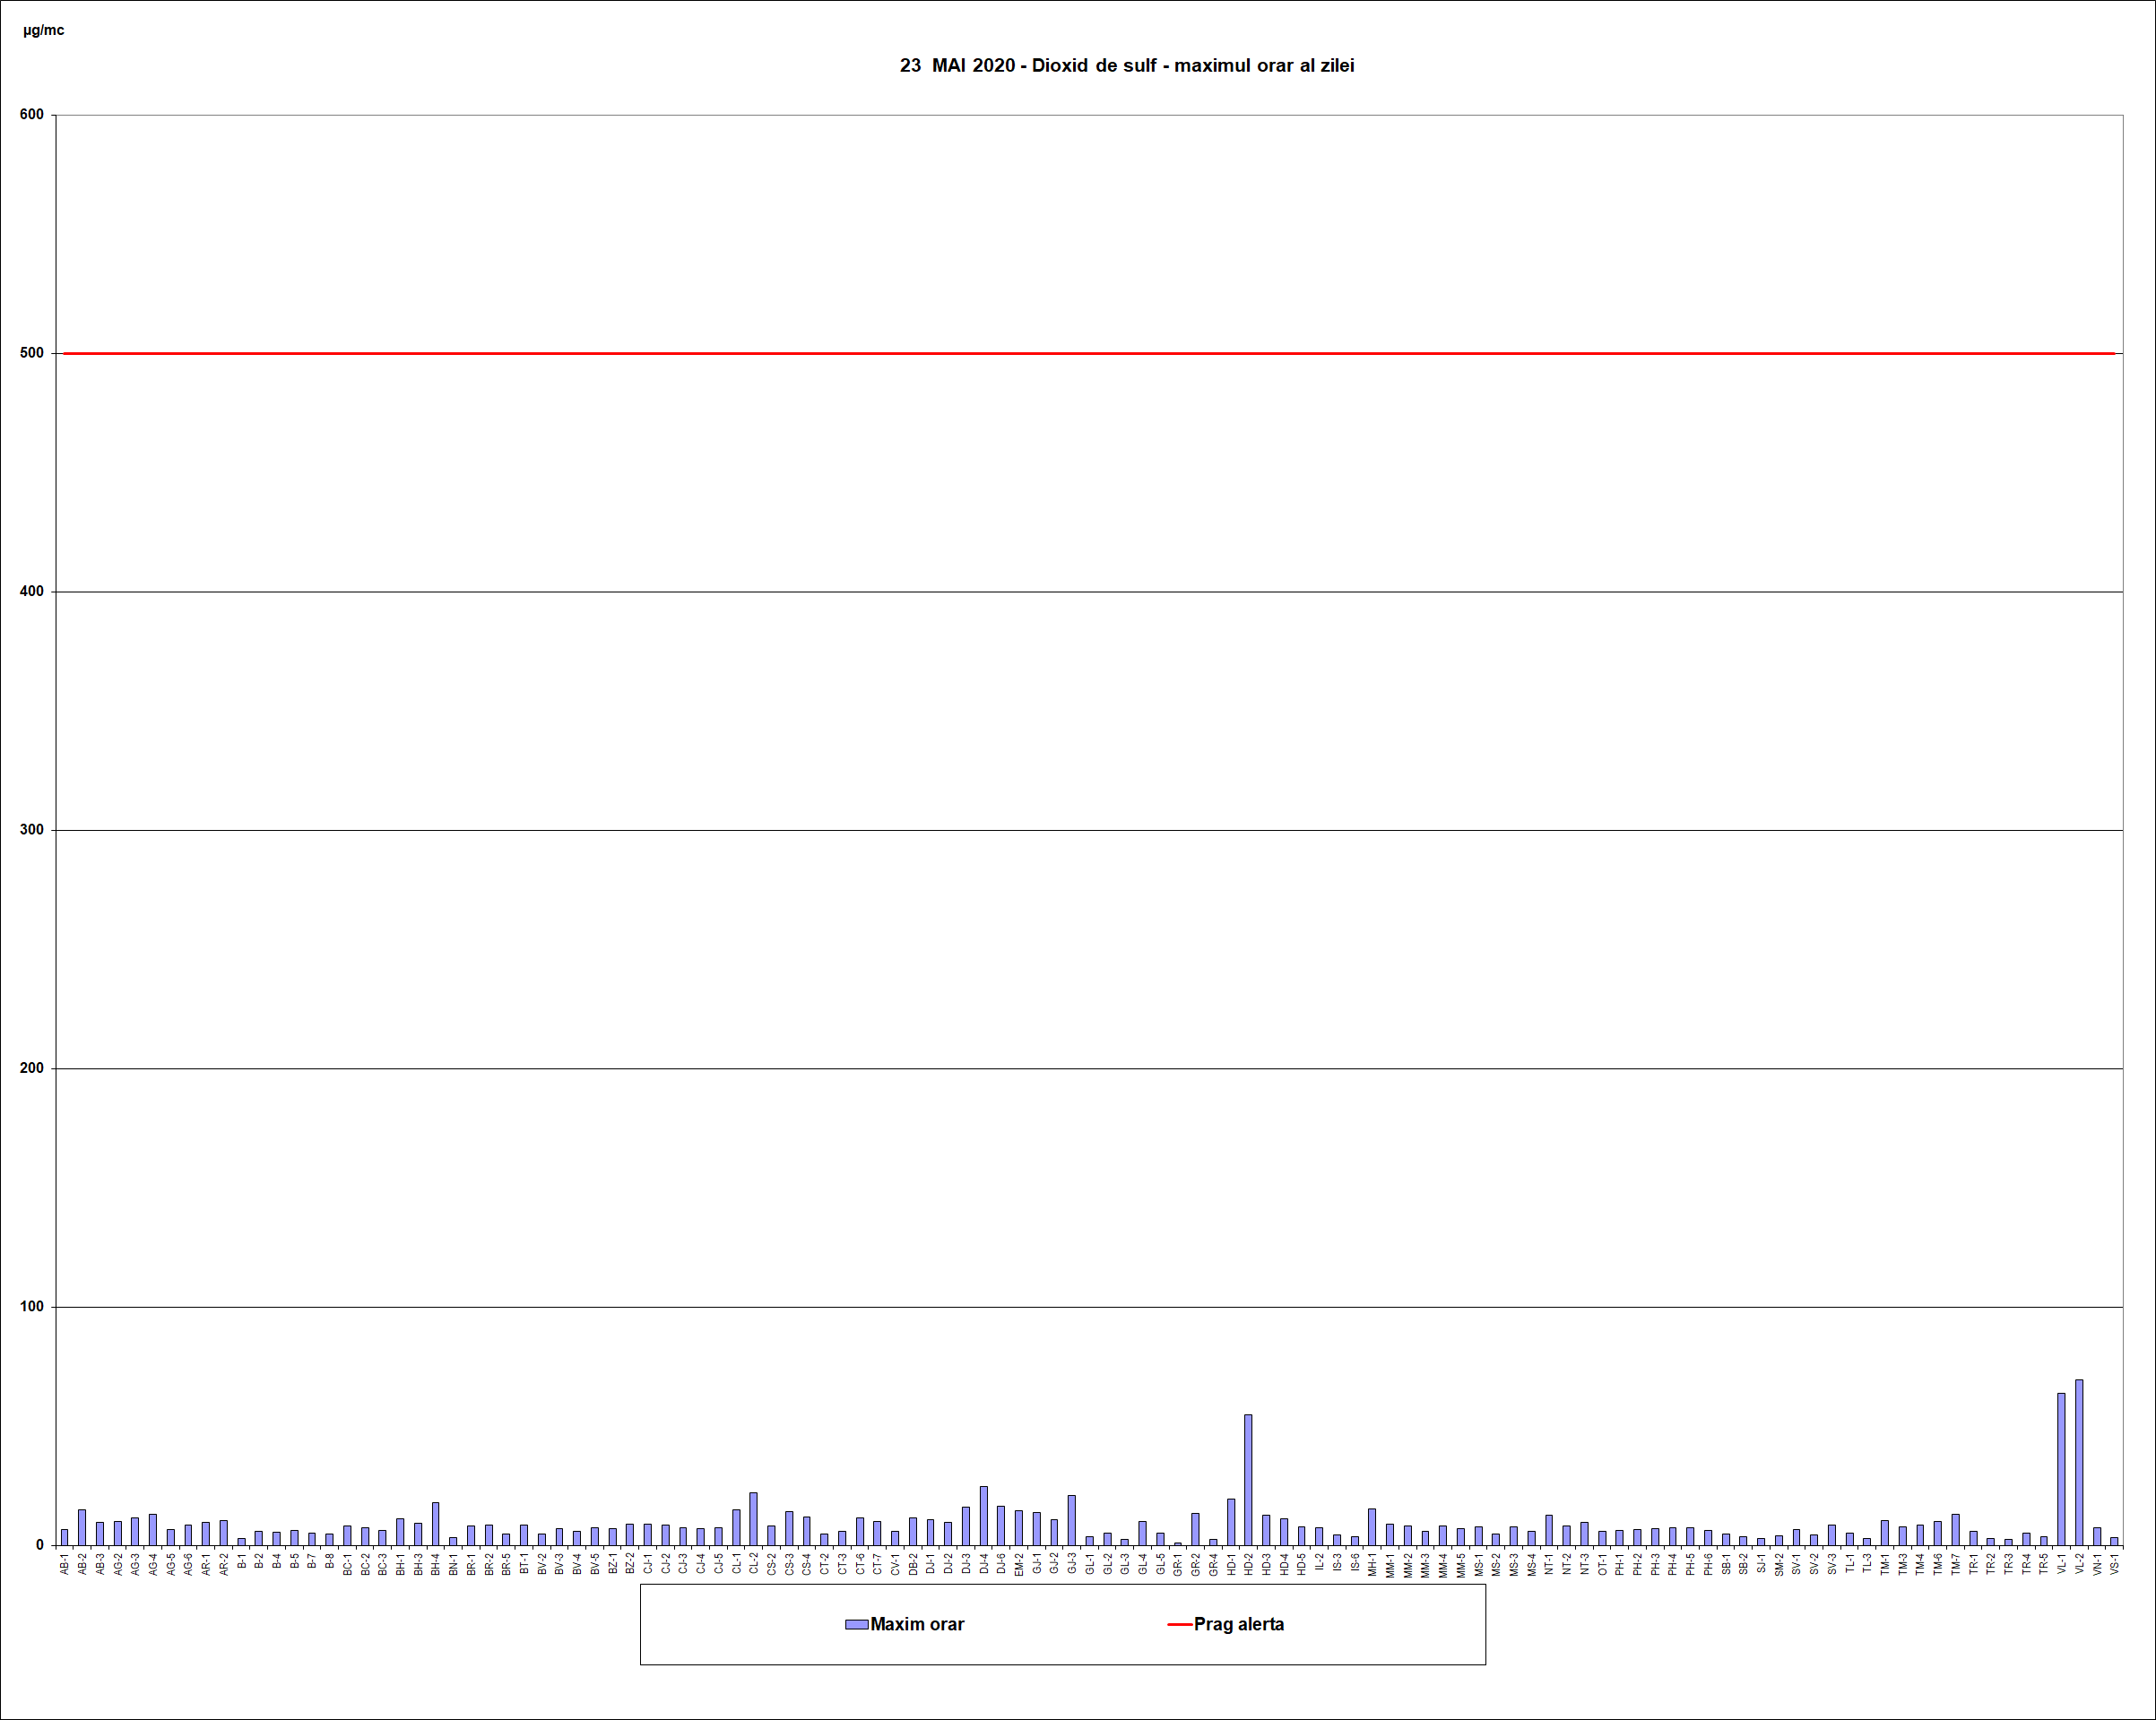 µg/mc
23 MAI 2020 - Dioxid de sulf - maximul orar al zilei
600
500
400
300
200
100
0
AB-1 AB-2 AB-3 AG-2 AG-3 AG-4 AG-5 AG-6 AR-1 AR-2 B-1 B-2 B-4 B-5 B-7 B-8 BC-1 BC-2 BC-3 BH-1 BH-3 BH-4 BN-1 BR-1 BR-2 BR-5 BT-1 BV-2 BV-3 BV-4 BV-5 BZ-1 BZ-2 CJ-1 CJ-2 CJ-3 CJ-4 CJ-5 CL-1 CL-2 CS-2 CS-3 CS-4 CT-2 CT-3 CT-6 CT-7 CV-1 DB-2 DJ-1 DJ-2 DJ-3 DJ-4 DJ-6 EM-2 GJ-1 GJ-2 GJ-3 GL-1 GL-2 GL-3 GL-4 GL-5 GR-1 GR-2 GR-4 HD-1 HD-2 HD-3 HD-4 HD-5 IL-2 IS-3 IS-6 MH-1 MM-1 MM-2 MM-3 MM-4 MM-5 MS-1 MS-2 MS-3 MS-4 NT-1 NT-2 NT-3 OT-1 PH-1 PH-2 PH-3 PH-4 PH-5 PH-6 SB-1 SB-2 SJ-1 SM-2 SV-1 SV-2 SV-3 TL-1 TL-3 TM-1 TM-3 TM-4 TM-6 TM-7 TR-1 TR-2 TR-3 TR-4 TR-5 VL-1 VL-2 VN-1 VS-1
Maxim orar Prag alerta